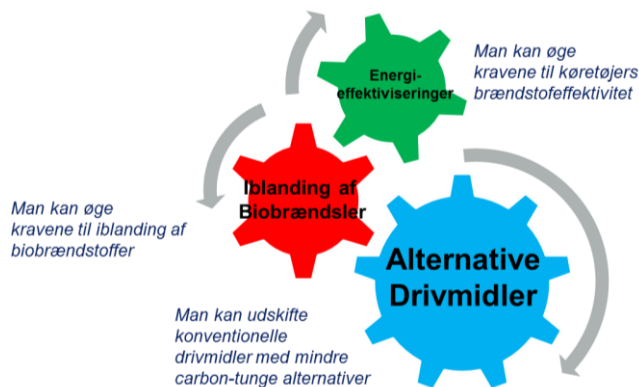 Energi-
effektiviseringer
Man kan øge
kravene til køretøjers
brændstofeffektivitet
Iblanding af
Biobrændsler
Man kan øge
kravene til iblanding af
biobrændstoffer
Alternative
Drivmidler
Man kan udskifte
konventionelle
drivmidler med mindre
carbon-tunge alternativer